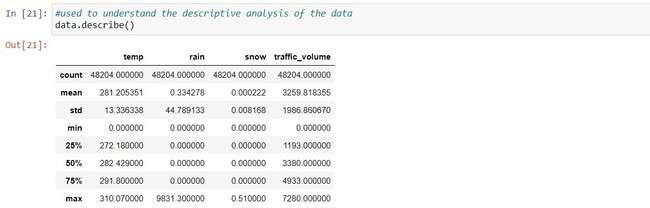 In [21]: #used to understand the descriptive analysis of the data
data.describe()
Out[21]:
temp rain snow traffic_volume
count 48204.000000 48204.000000 48204.000000 48204.000000
mean 281.205351 0.334278 0.000222 3259.818355
std 13.336338 44.789133 0.008168 1986.860670
min 0.000000 0.000000 0.000000 0.000000
25% 272.180000 0.000000 0.000000 1193.000000
50% 282.429000 0.000000 0.000000 3380.000000
75% 291.800000 0.000000 0.000000 4933.000000
max 310.070000 9831.300000 0.510000 7280.000000